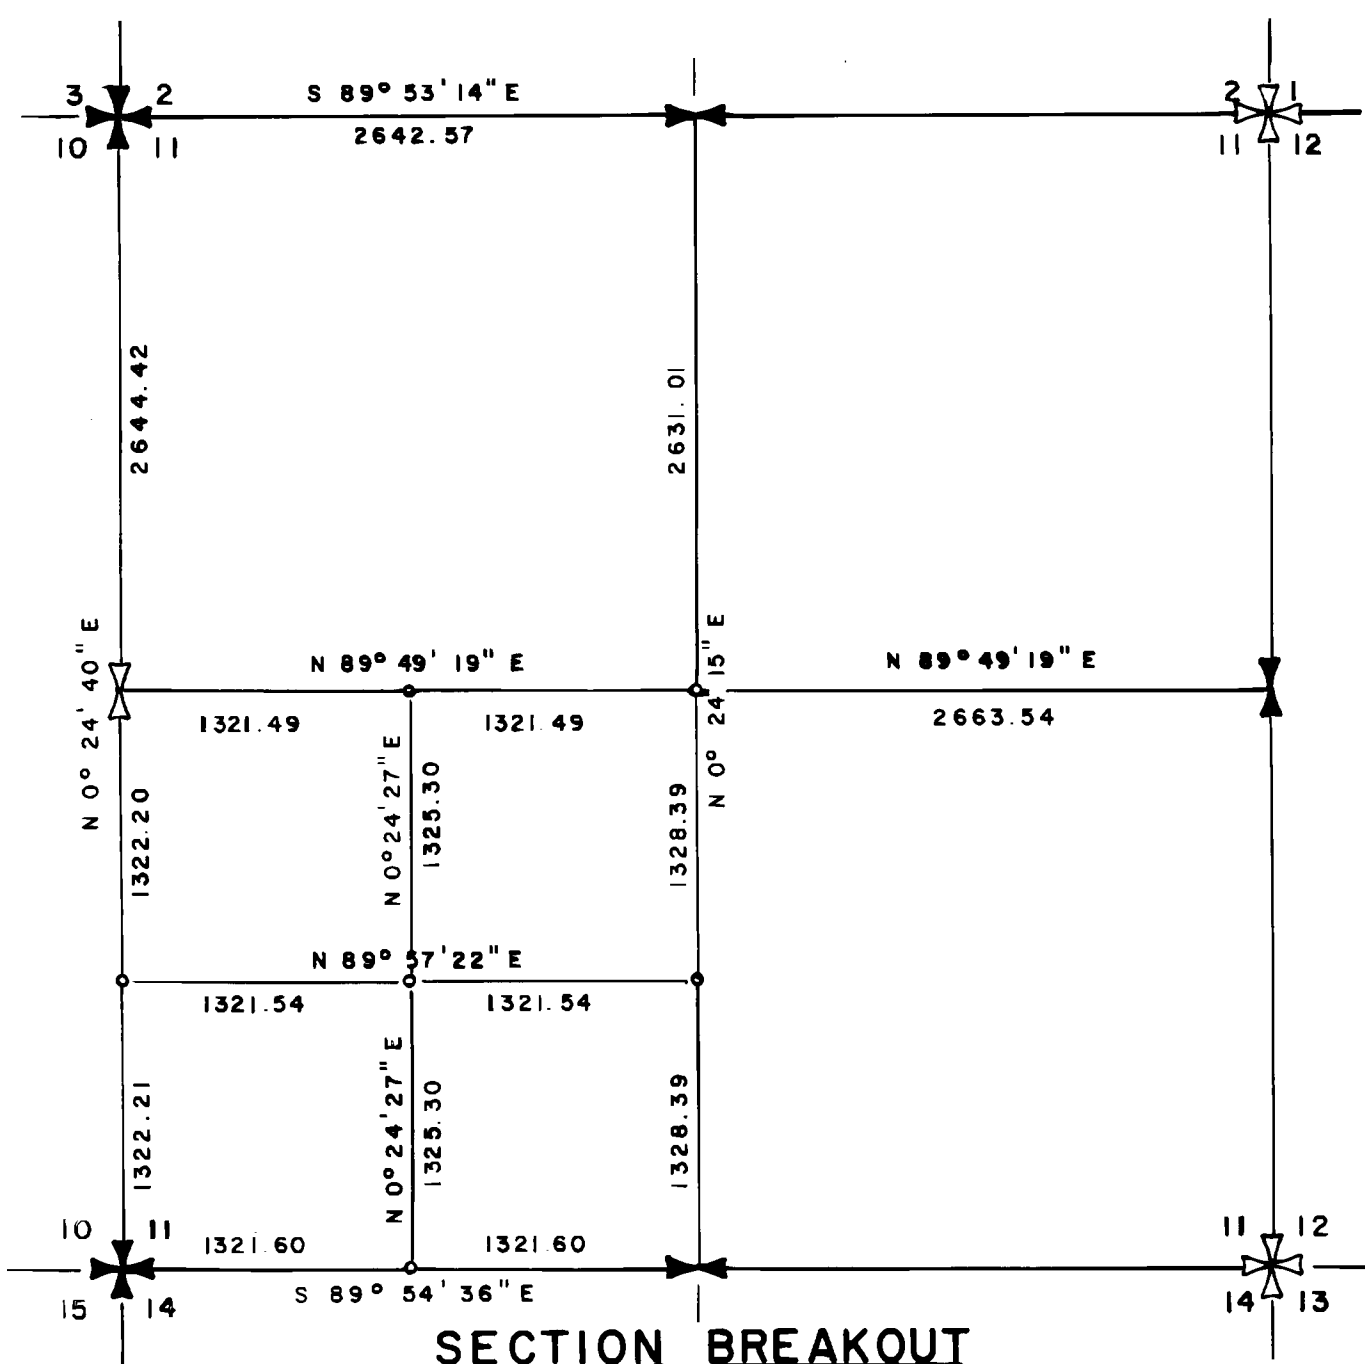 3 2
S 89° 53' 14" E
2 1
10 11
2642.57
11 12
2644.42
2631.01
N 0° 24' 40" E
N 89° 49' 19" E
N 0° 24 15" E
N 89° 49' 19" E
1321.49
1321.49
2663.54
1322.20
N 0° 24' 27" E
1325.30
1328.39
N 89° 57' 22" E
1321.54
1321.54
1322.21
N 0° 24' 27" E
1325.30
1328.39
10 11
1321.60
1321.60
11 12
15 14
S 89° 54' 36" E
14 13
SECTION BREAKOUT